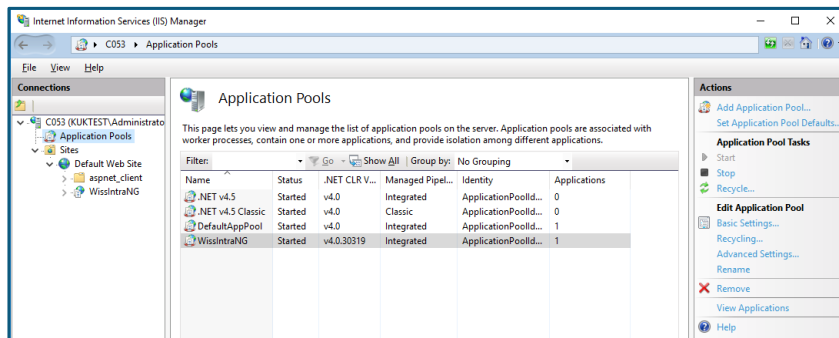 Internet Information Services (IIS) Manager
C053 Application Pools
File View Help
Connections
C053 (KUKTEST\Administrato
Application Pools
Sites
Default Web Site
aspnet_client
WissIntraNG
Application Pools
This page lets you view and manage the list of application pools on the server. Application pools are associated with
worker processes, contain one or more applications, and provide isolation among different applications.
Filter: Go Show All Group by: No Grouping
Name Status .NET CLR V... Managed Pipel... Identity Applications
.NET v4.5 Started v4.0 Integrated ApplicationPoolId... 0
.NET v4.5 Classic Started v4.0 Classic ApplicationPoolId... 0
DefaultAppPool Started v4.0 Integrated ApplicationPoolId... 1
WissIntraNG Started v4.0.30319 Integrated ApplicationPoolId... 1
Actions
Add Application Pool...
Set Application Pool Defaults...
Application Pool Tasks
Start
Stop
Recycle...
Edit Application Pool
Basic Settings...
Recycling...
Advanced Settings...
Rename
Remove
View Applications
Help